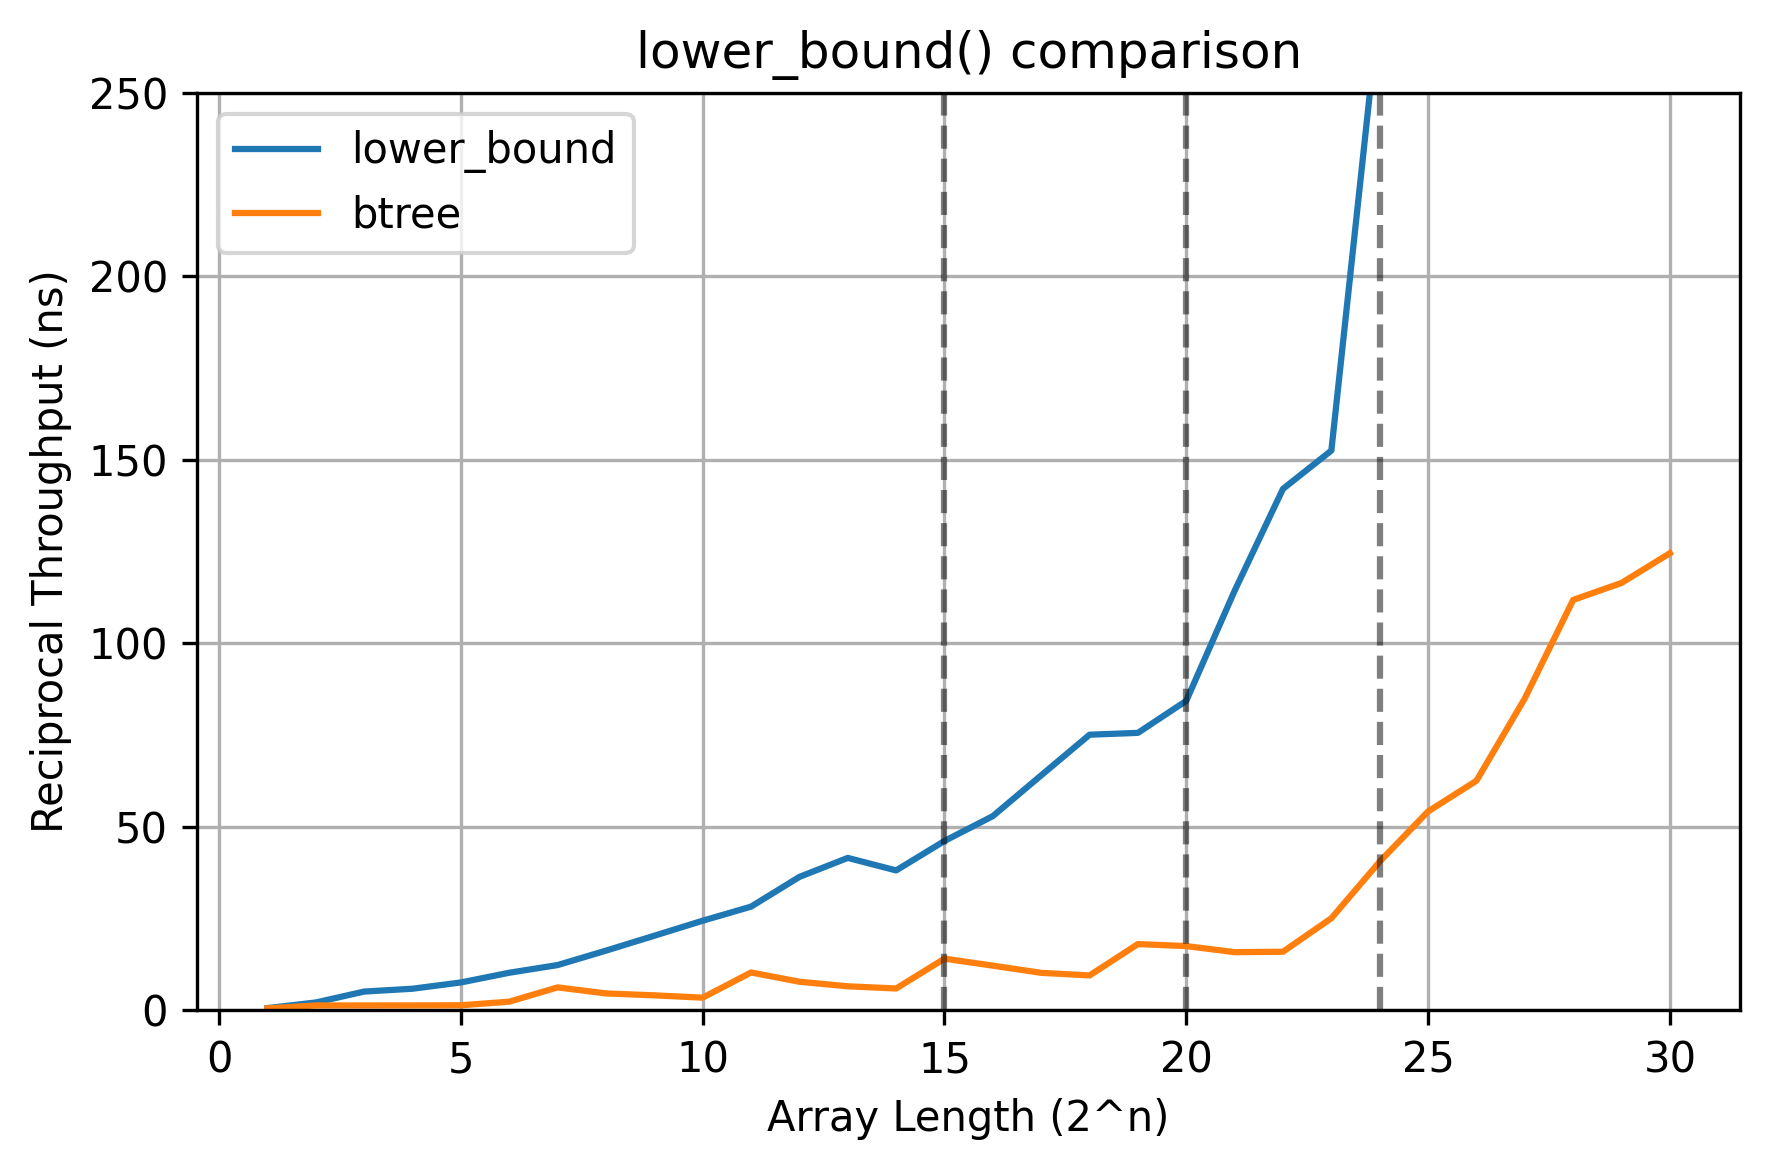 lower_bound() comparison
lower_bound
btree
Reciprocal Throughput (ns)
250
200
150
100
50
0
0 5 10 15 20 25 30
Array Length (2^n)